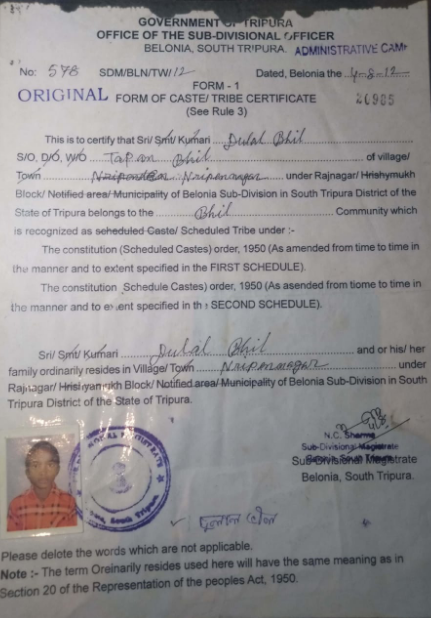 GOVERNMENT OF TRIPURA
OFFICE OF THE SUB-DIVISIONAL OFFICER
BELONIA, SOUTH TRIPURA. ADMINISTRATIVE CAMP
No: 578 SDM/BLN/TW/12 Dated, Belonia the 4-8-12
FORM - 1
ORIGINAL FORM OF CASTE/ TRIBE CERTIFICATE 20985
(See Rule 3)
This is to certify that Sri/ Smt/ Kumari Dulal Bhil
S/O, D/O, W/O Tapan Bhil of village/
Town Naipannagar under Rajnagar/ Hrishymukh
Block/ Notified area/ Municipality of Belonia Sub-Division in South Tripura District of the
State of Tripura belongs to the Bhil Community which
is recognized as scheduled Caste/ Scheduled Tribe under :-
The constitution (Scheduled Castes) order, 1950 (As amended from time to time in
the manner and to extent specified in the FIRST SCHEDULE).
The constitution Schedule Castes) order, 1950 (As amended from tiome to time in
the manner and to extent specified in the SECOND SCHEDULE).
Sri/ Smt/ Kumari Dulal Bhil and or his/ her
family ordinarily resides in Village/ Town Naipannagar under
Rajnagar/ Hrisiyamukh Block/ Notified area/ Municipality of Belonia Sub-Division in South
Tripura District of the State of Tripura.
N.C. Sharma
Sub-Divisional Magistrate
Sub-Divisional Magistrate
Belonia, South Tripura.
South Tripura
দুলাল ভীল
Please delote the words which are not applicable.
Note :- The term Oreinarily resides used here will have the same meaning as in
Section 20 of the Representation of the peoples Act, 1950.